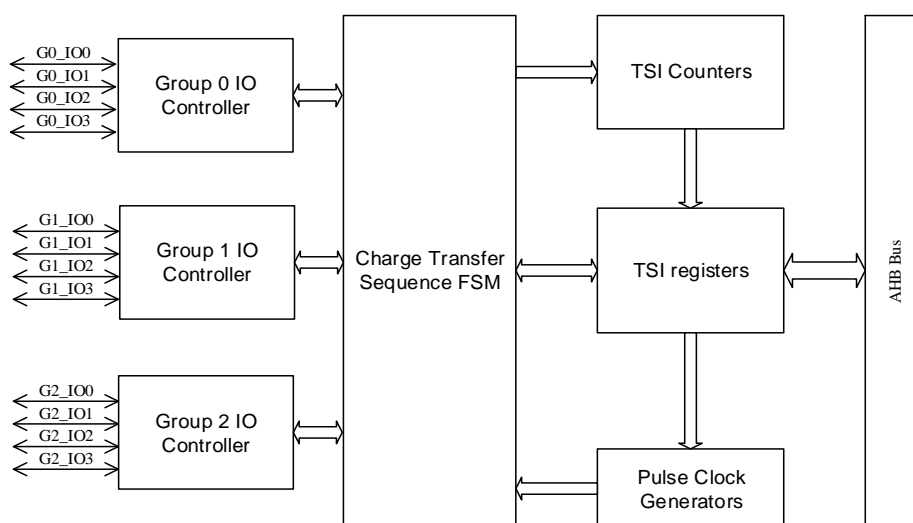 G0_IO0
G0_IO1
G0_IO2
G0_IO3
Group 0 IO
Controller
G1_IO0
G1_IO1
G1_IO2
G1_IO3
Group 1 IO
Controller
G2_IO0
G2_IO1
G2_IO2
G2_IO3
Group 2 IO
Controller
Charge Transfer
Sequence FSM
TSI Counters
TSI registers
Pulse Clock
Generators
AHB Bus